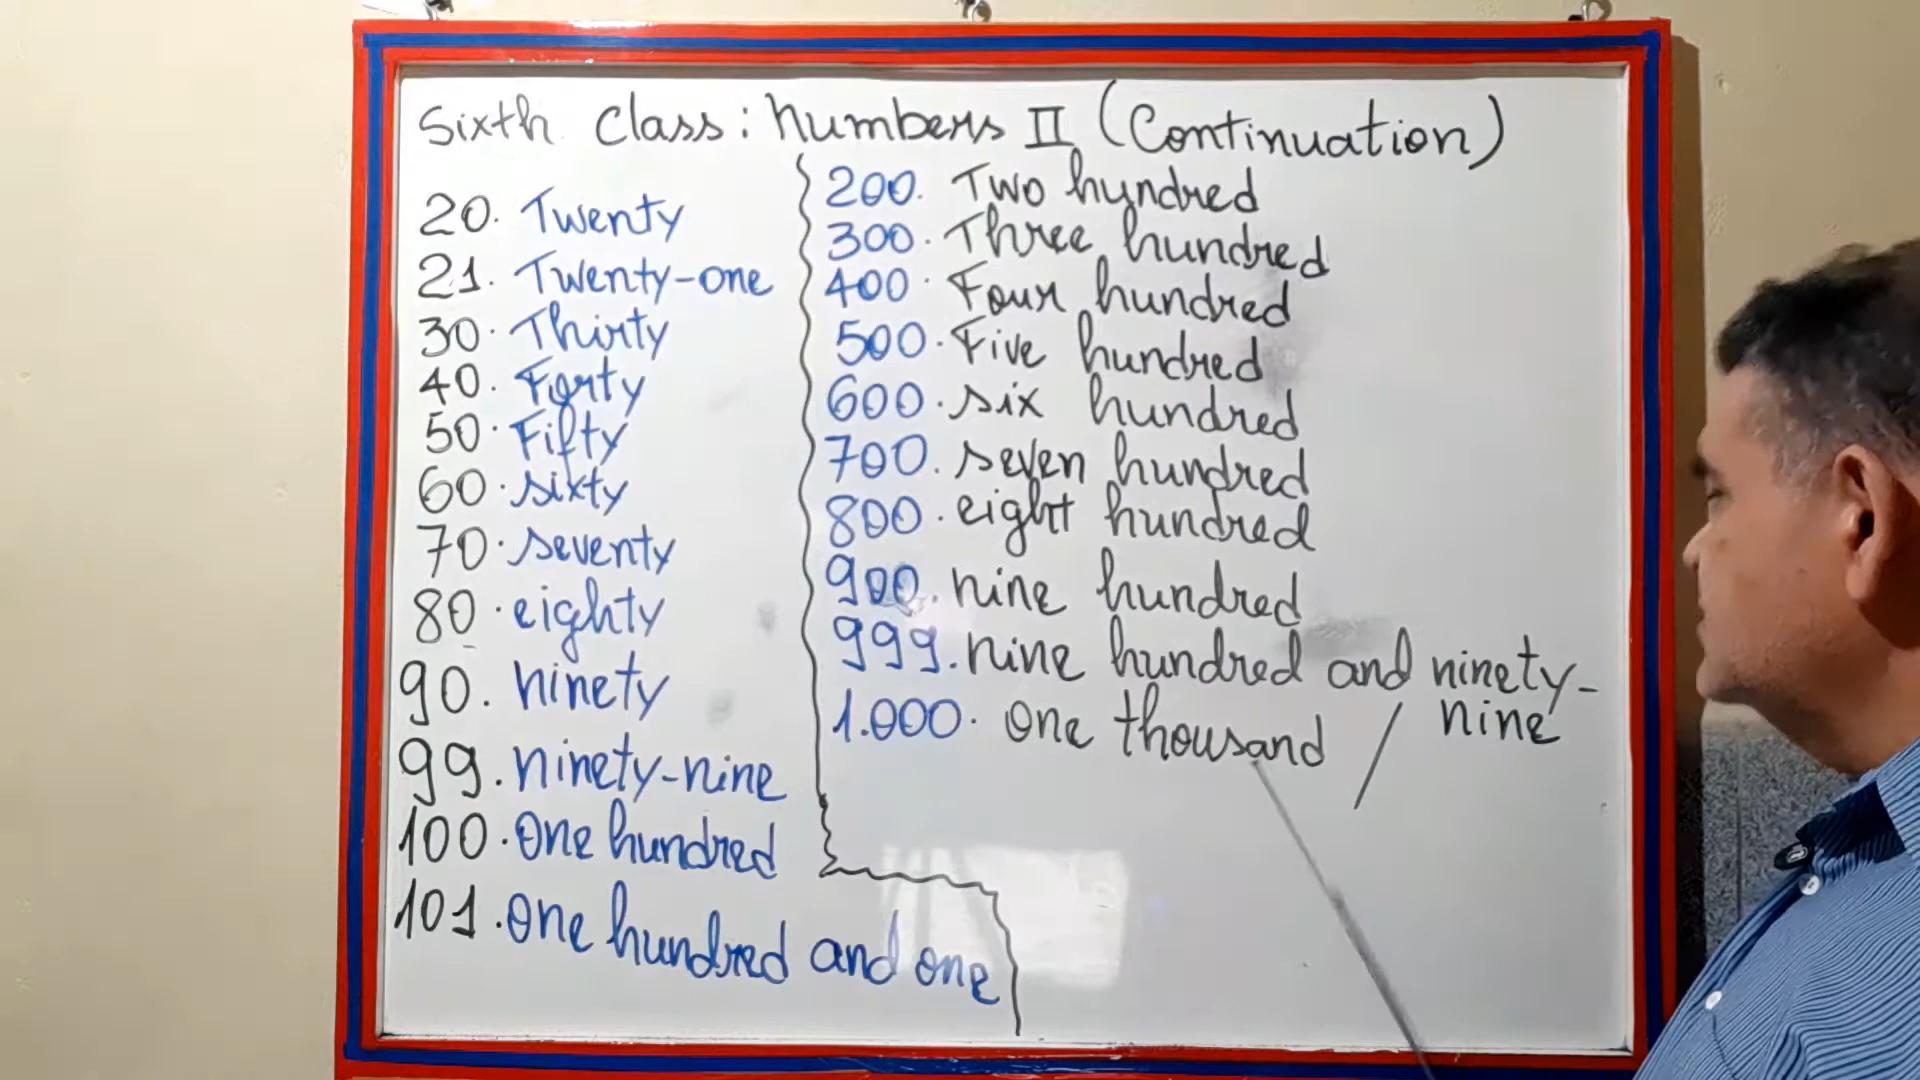 Sixth Class: Numbers II (Continuation)
20. Twenty
21. Twenty-one
30. Thirty
40. Forty
50. Fifty
60. sixty
70. seventy
80. eighty
90. ninety
99. ninety-nine
100. One hundred
101. One hundred and one
200. Two hundred
300. Three hundred
400. Four hundred
500. Five hundred
600. six hundred
700. seven hundred
800. eight hundred
900. nine hundred
999. nine hundred and ninety-
nine
1.000. one thousand /